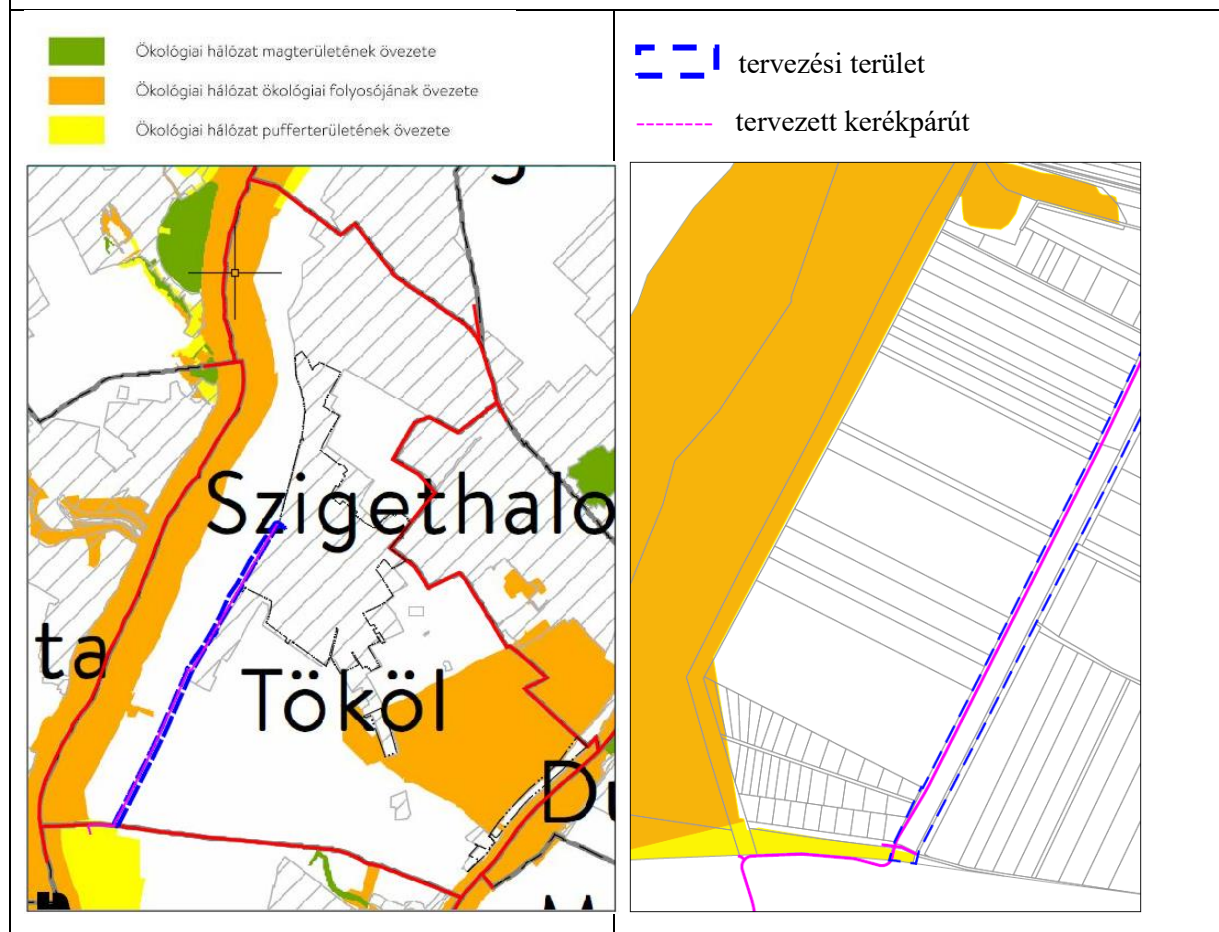 Ökológiai hálózat magterületének övezete
Ökológiai hálózat ökológiai folyosójának övezete
Ökológiai hálózat pufferterületének övezete
tervezési terület
tervezett kerékpárút
Szigethalo
ta
Tököl
Du